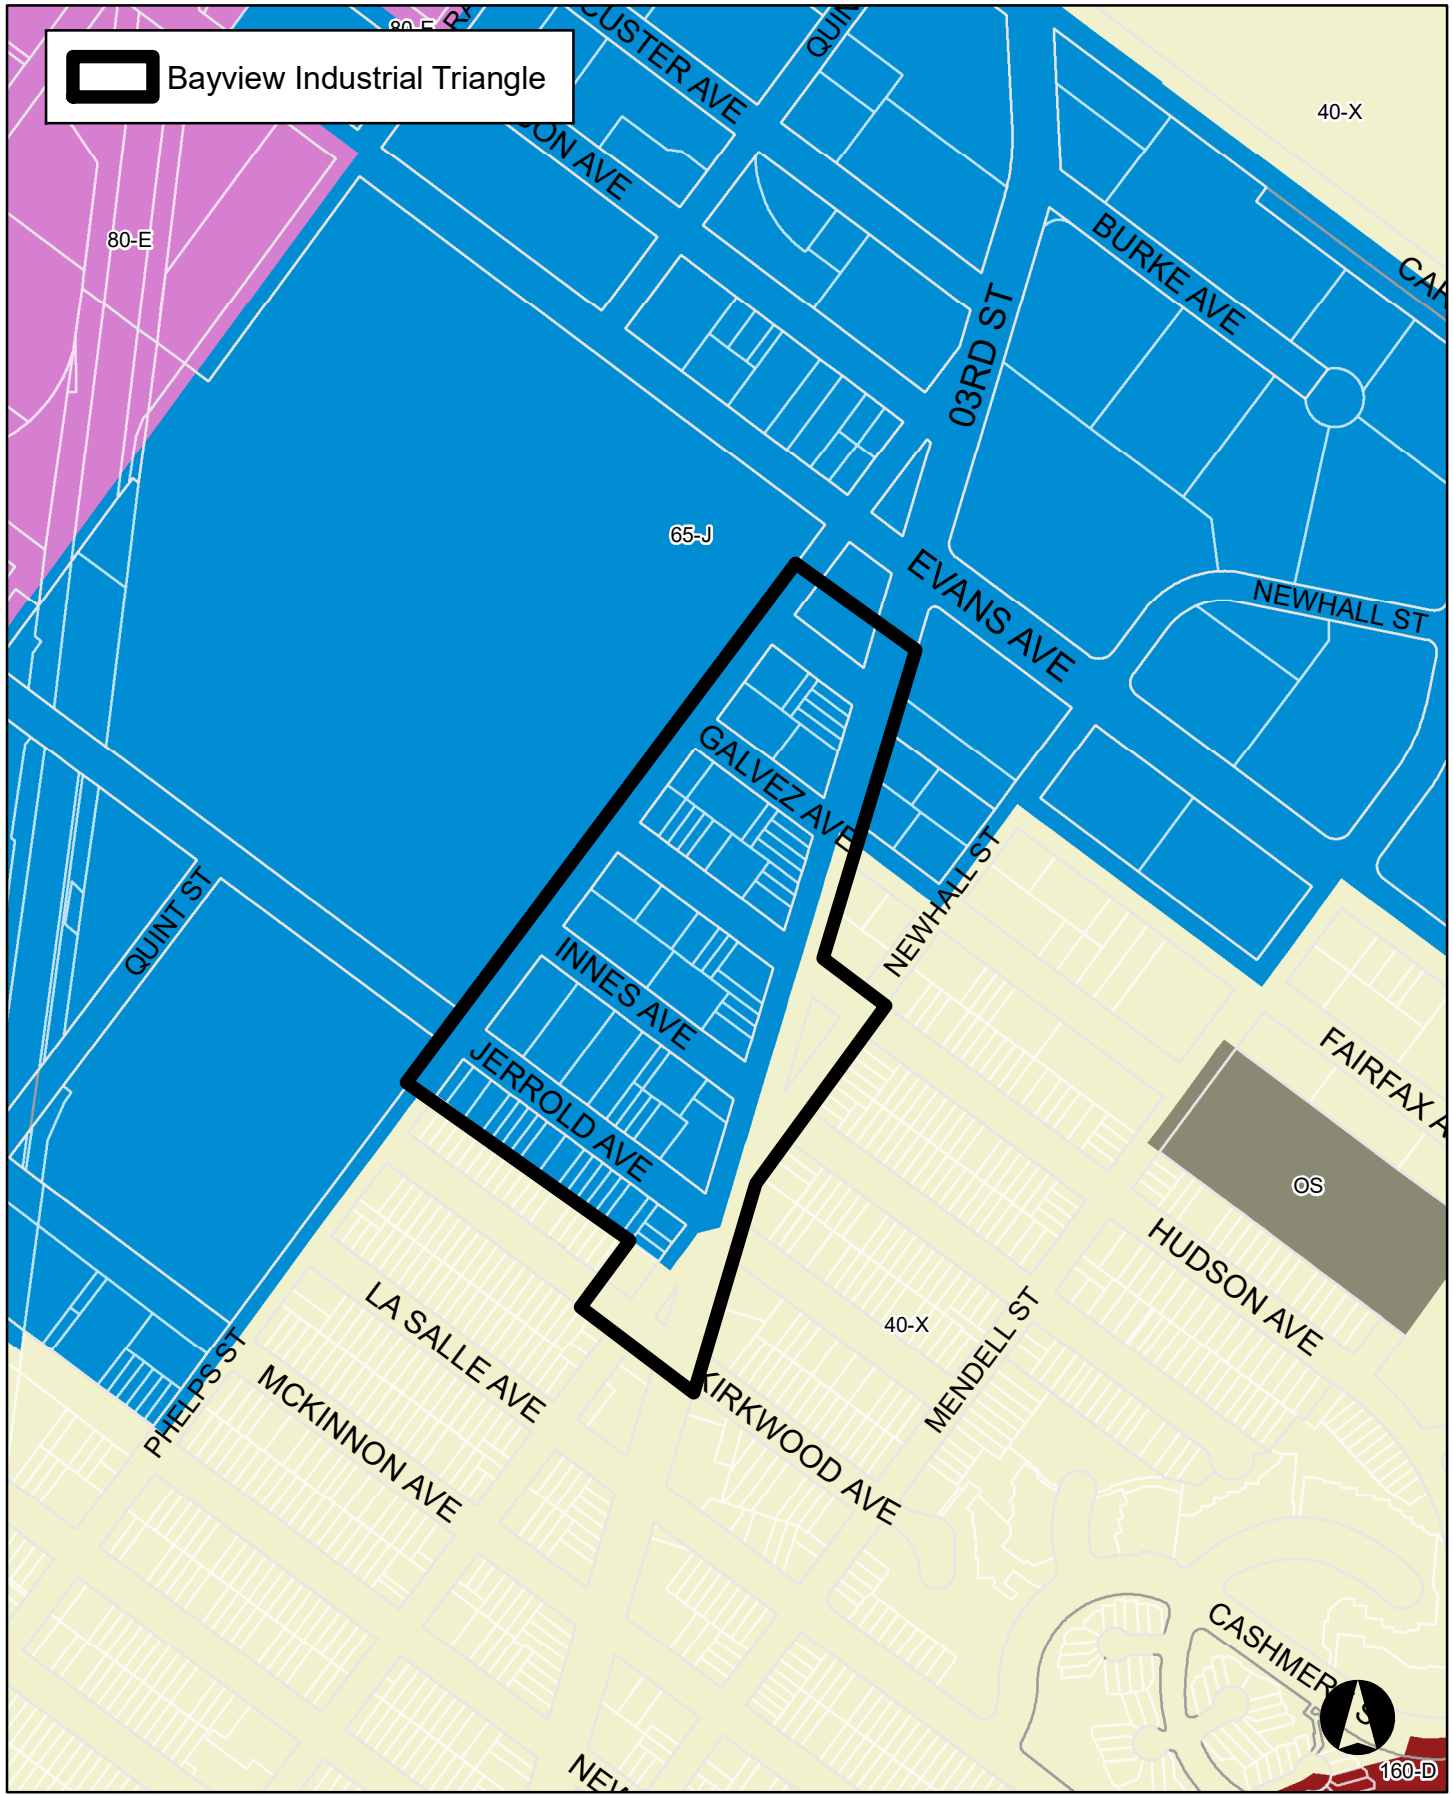 80-E
Bayview Industrial Triangle
CUSTER AVE
40-X
80-E
BURKE AVE
03RD ST
65-J
EVANS AVE
NEWHALL ST
GALVEZ AVE
NEWHALL ST
QUINT ST
INNES AVE
FAIRFAX A
JERROLD AVE
OS
HUDSON AVE
LA SALLE AVE
40-X
MENDELL ST
PHELPS ST
MCKINNON AVE
KIRKWOOD AVE
CASHMERE S
160-D